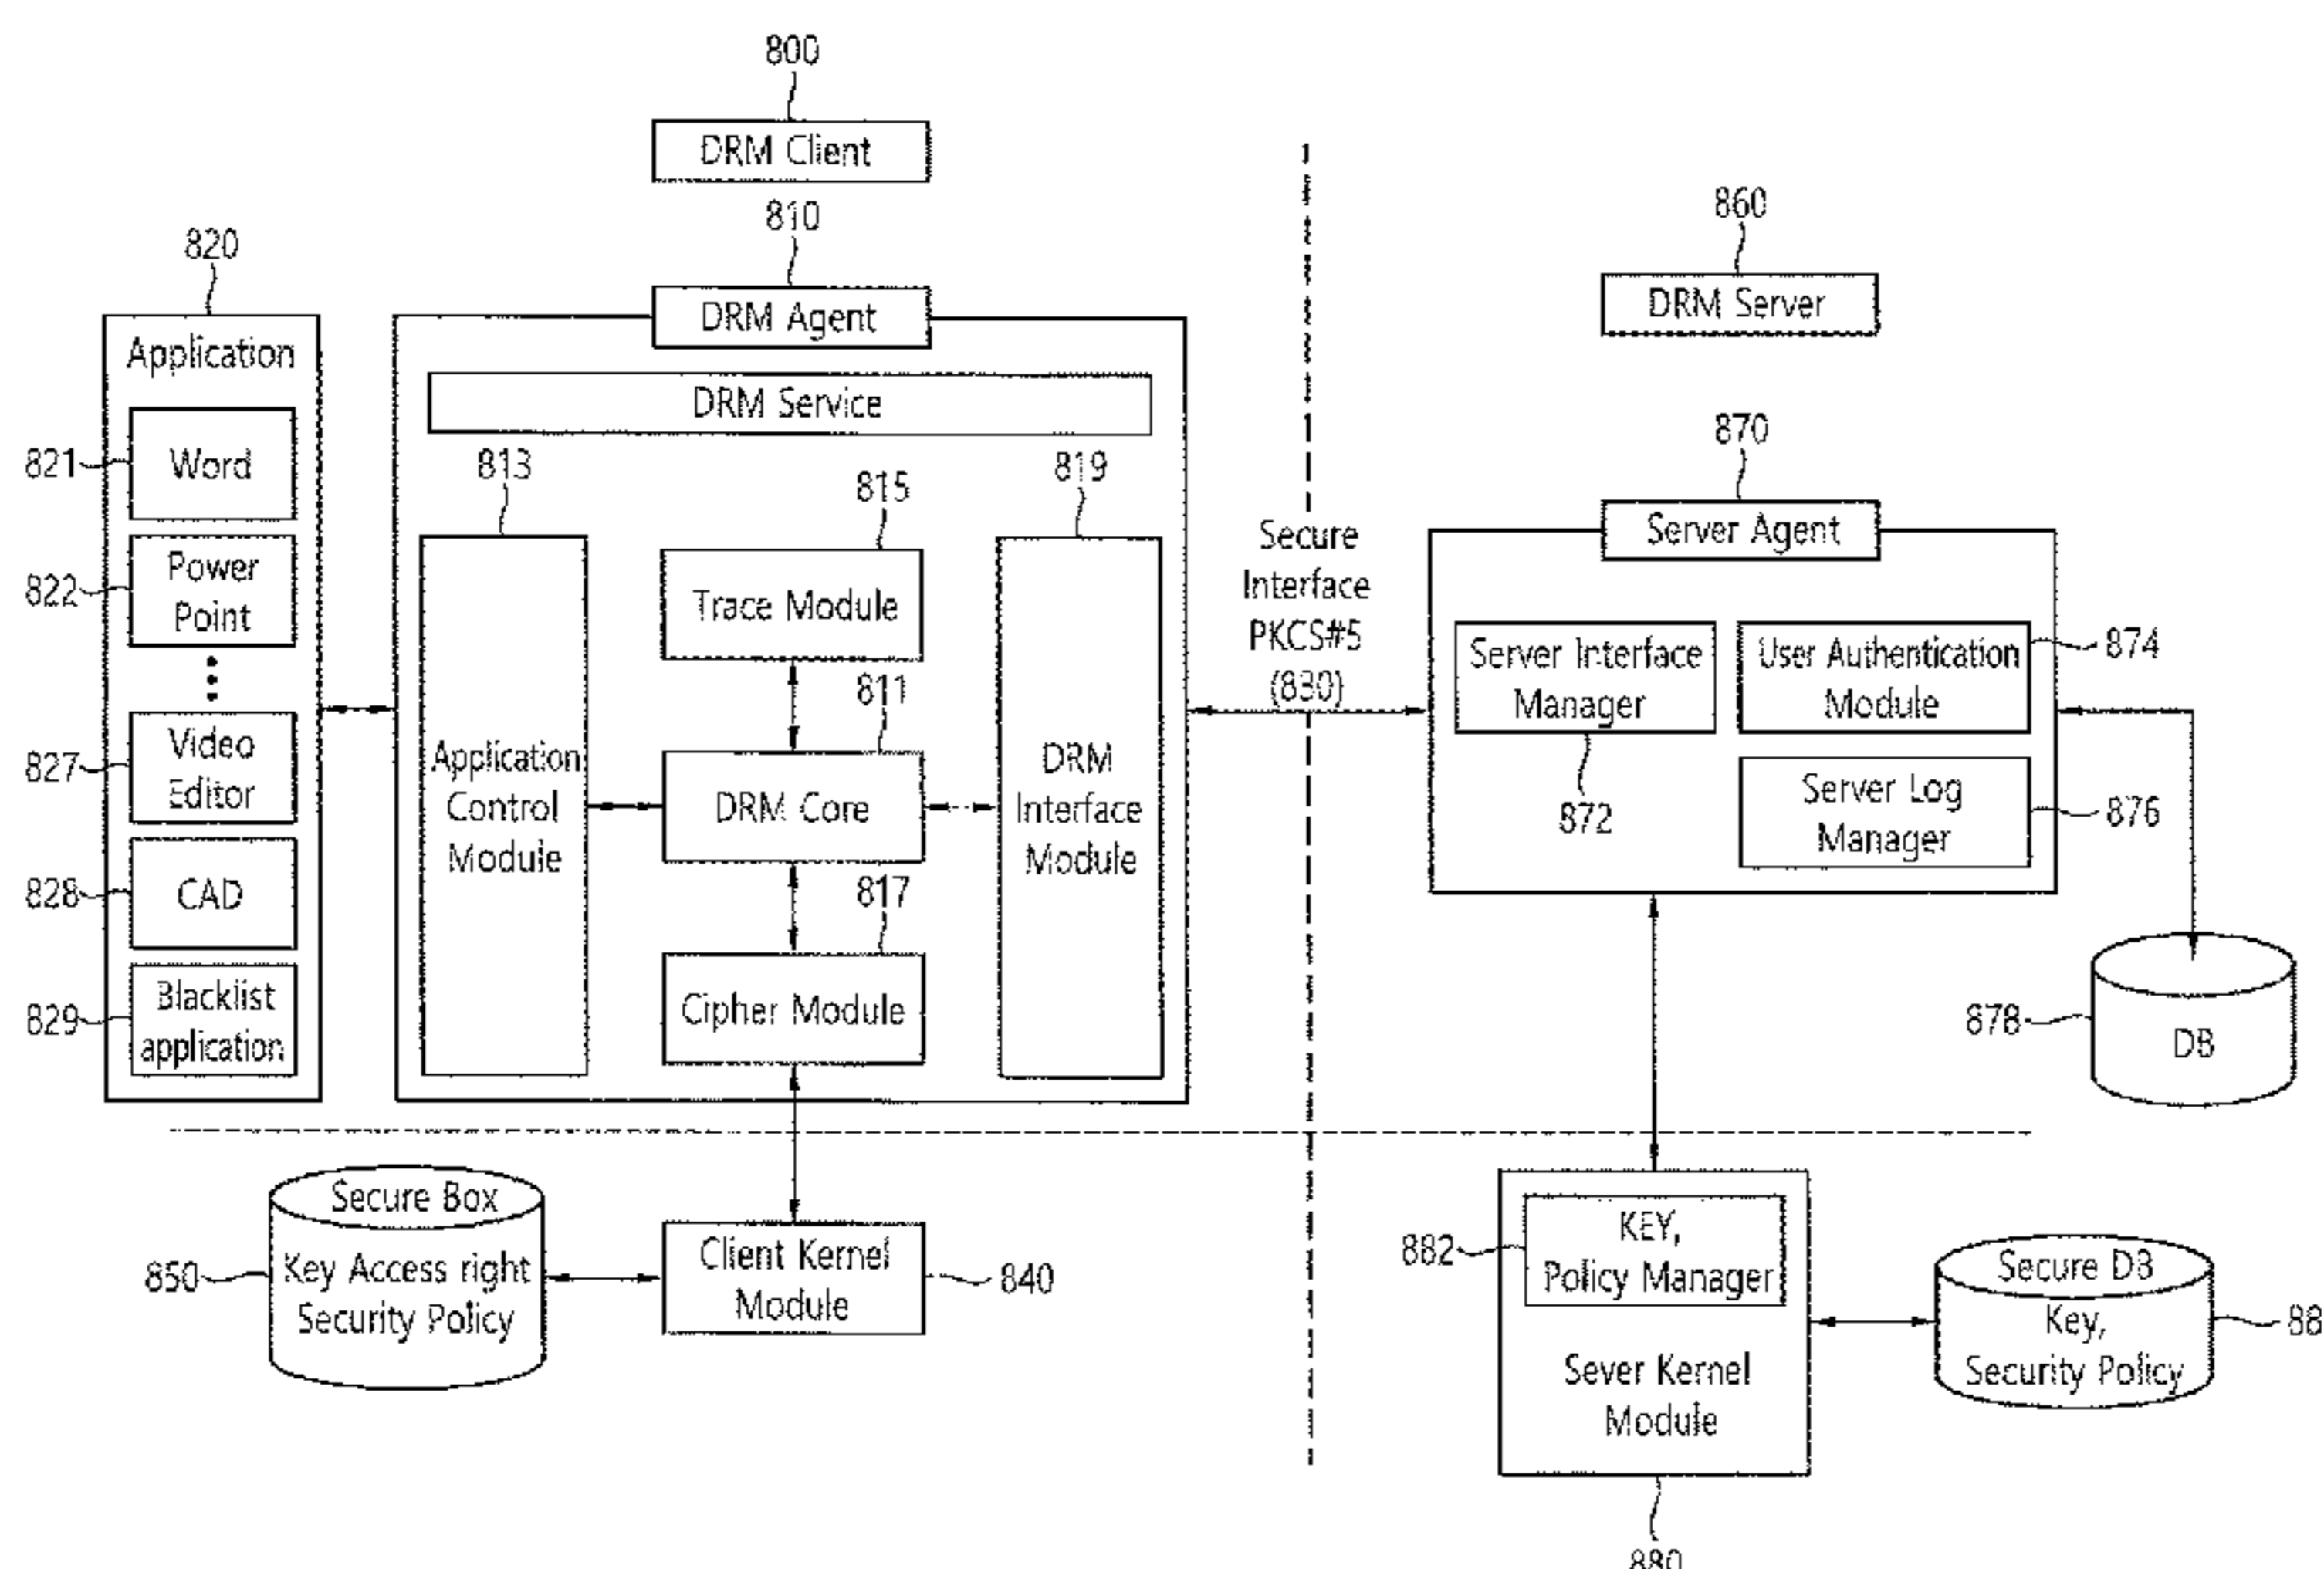 800
DRM Client
810
DRM Agent
820
Application
821
Word
822
Power
Point
827
Video
Editor
828
CAD
829
Blacklist
application
DRM Service
813
Application
Control
Module
815
Trace Module
811
DRM Core
817
Cipher Module
819
DRM
Interface
Module
Secure
Interface
PKCS#5
(830)
860
DRM Server
870
Server Agent
Server Interface
Manager
872
User Authentication
Module
874
Server Log
Manager
876
878
DB
Secure Box
850
Key Access right
Security Policy
Client Kernel
Module
840
882
KEY,
Policy Manager
Sever Kernel
Module
880
Secure DB
Key,
Security Policy
88